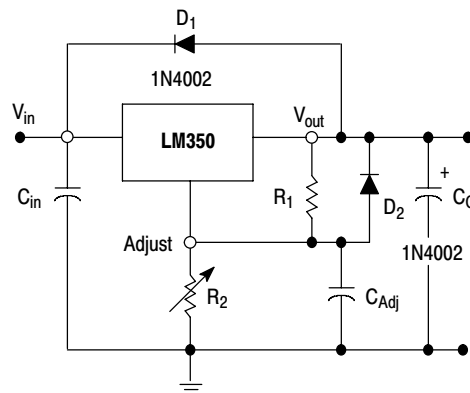 D1
1N4002
Vin
Vout
LM350
Cin
R1
D2
+
CO
1N4002
Adjust
R2
CAdj